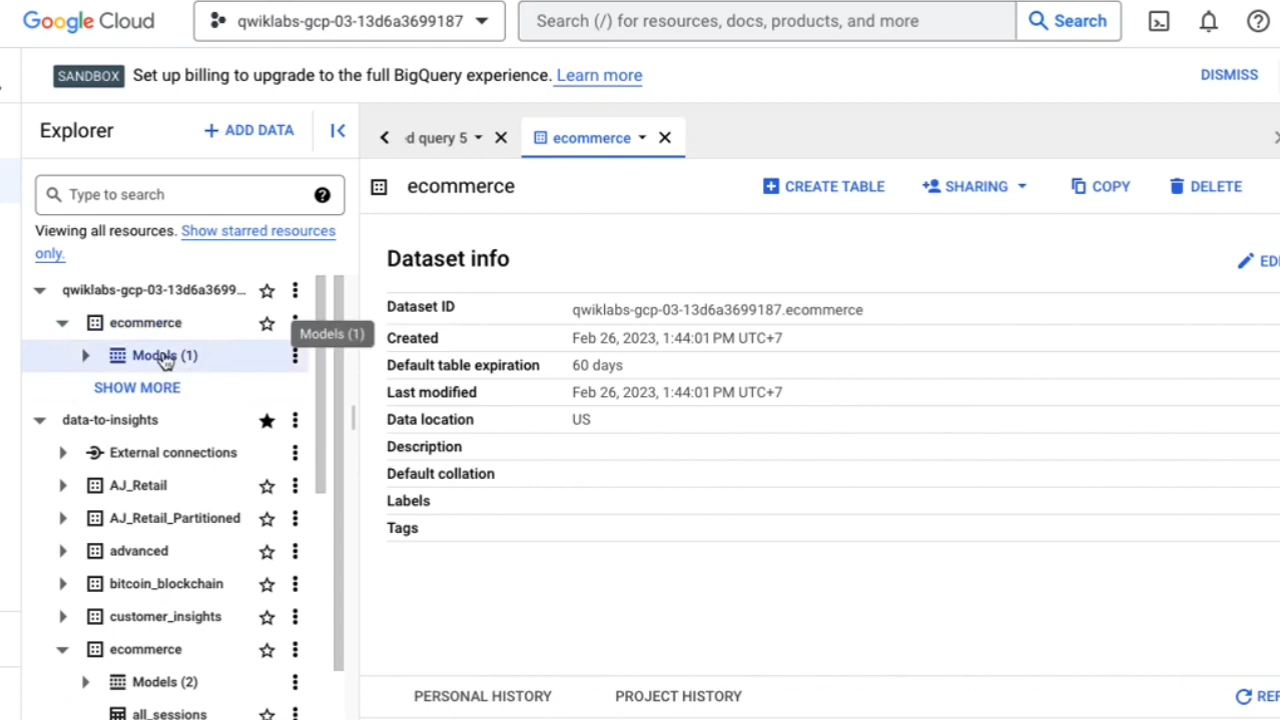 Google Cloud
qwiklabs-gcp-03-13d6a3699187
Search (/) for resources, docs, products, and more
Search
SANDBOX Set up billing to upgrade to the full BigQuery experience. Learn more
DISMISS
Explorer
+ ADD DATA
Type to search
Viewing all resources. Show starred resources
only.
qwiklabs-gcp-03-13d6a3699...
ecommerce
Models (1)
Models (1)
SHOW MORE
data-to-insights
External connections
AJ_Retail
AJ_Retail_Partitioned
advanced
bitcoin_blockchain
customer_insights
ecommerce
Models (2)
all_sessions
d query 5
ecommerce
ecommerce
CREATE TABLE
SHARING
COPY
DELETE
Dataset info
EDI
Dataset ID qwiklabs-gcp-03-13d6a3699187.ecommerce
Created Feb 26, 2023, 1:44:01 PM UTC+7
Default table expiration 60 days
Last modified Feb 26, 2023, 1:44:01 PM UTC+7
Data location US
Description
Default collation
Labels
Tags
PERSONAL HISTORY
PROJECT HISTORY
REF